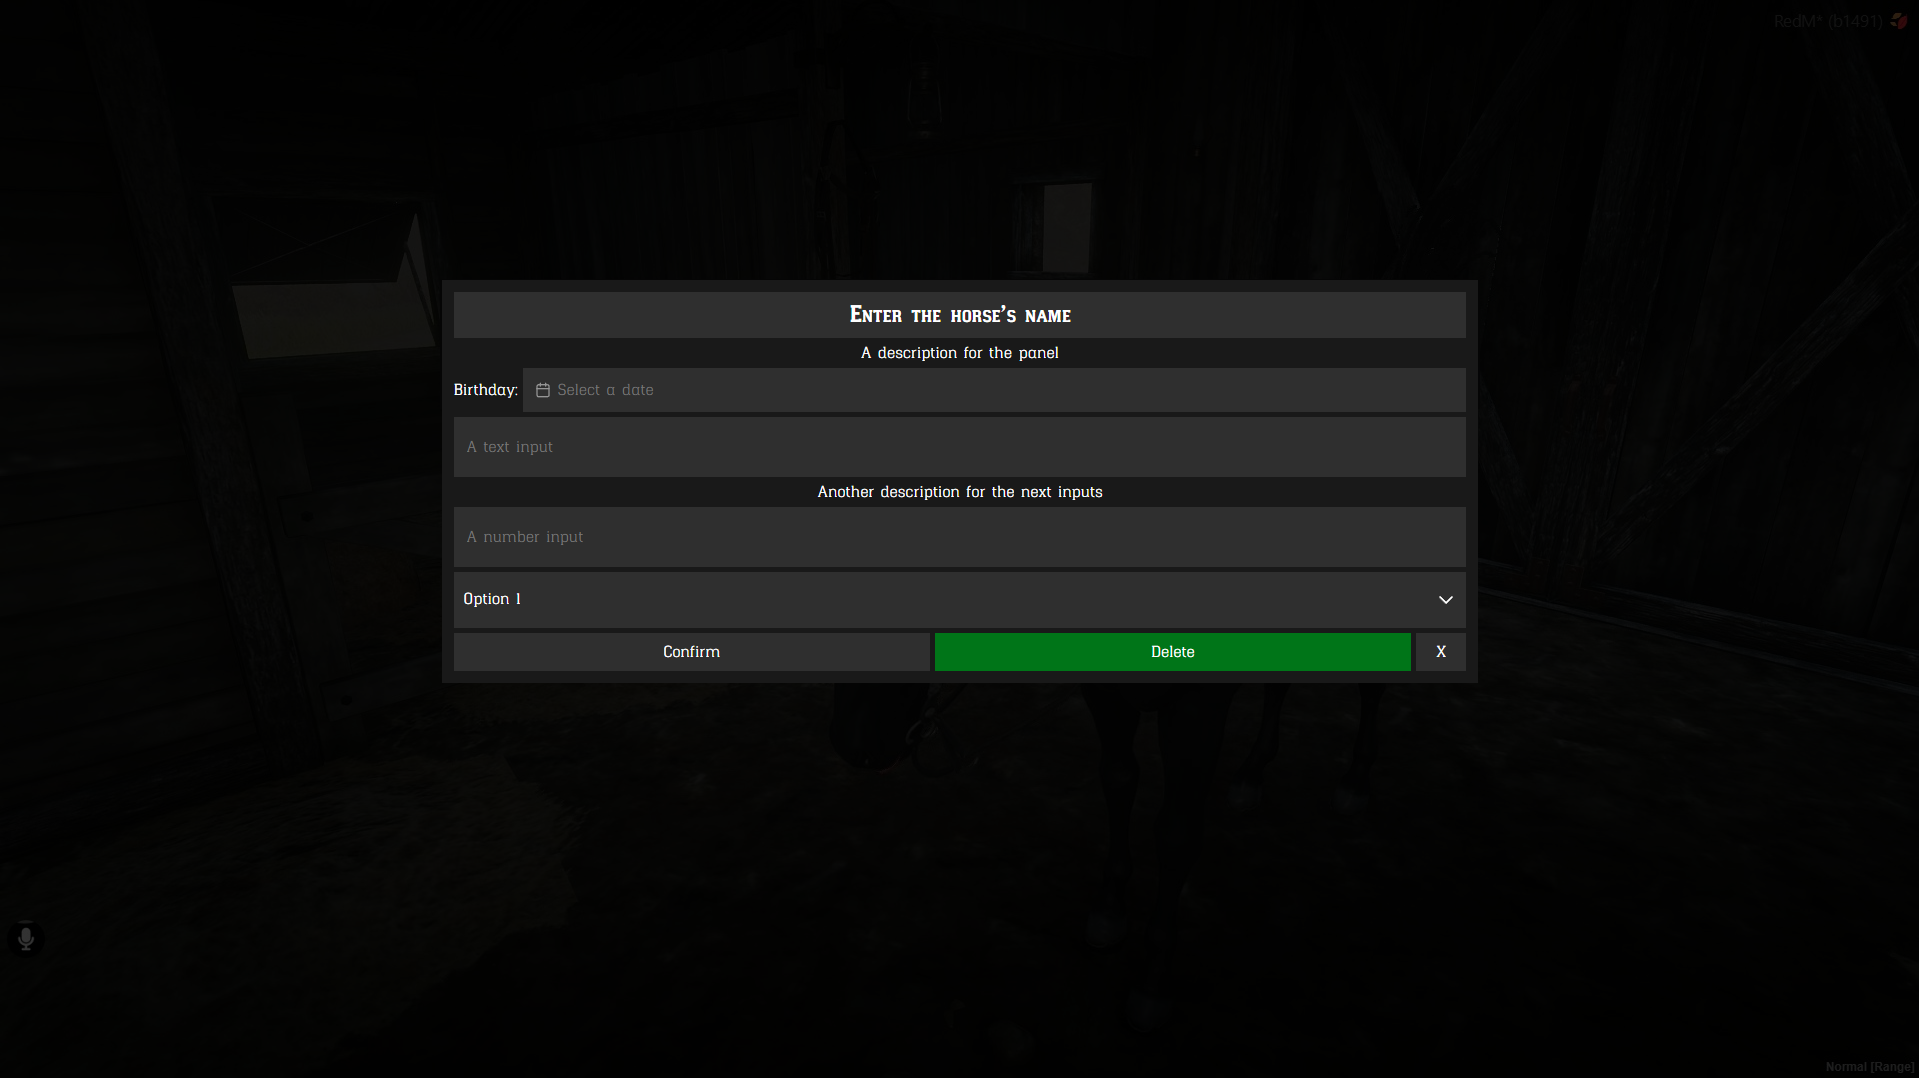 RedM* (b1491)
Enter the horse's name
A description for the panel
Birthday: Select a date
A text input
Another description for the next inputs
A number input
Option 1
Confirm Delete X
Normal [Range]